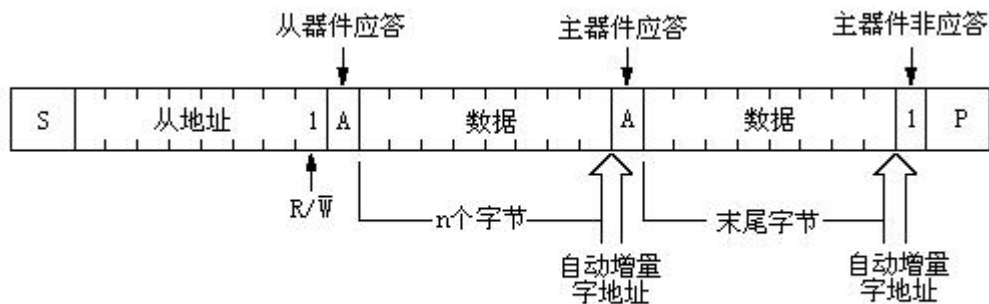 从器件应答 主器件应答 主器件非应答
S 从地址 1 A 数据 A 数据 1 P
R/W̅
n个字节 末尾字节
自动增量 自动增量
字地址 字地址